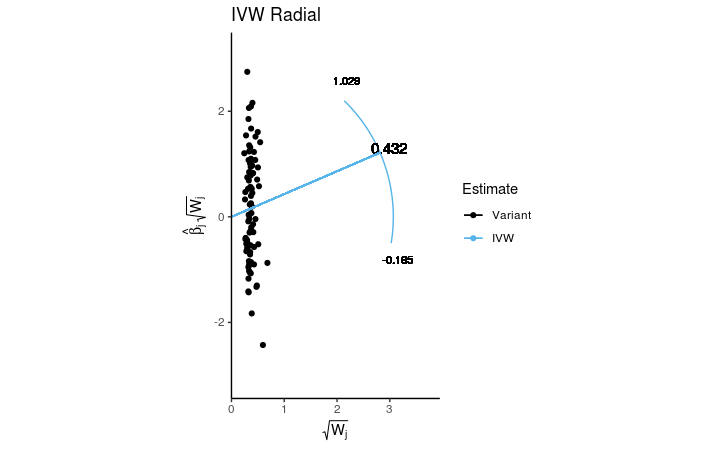 IVW Radial
1.029
2
0.432
Estimate
Variant
0
IVW
β̂j√Wj
-0.165
-2
0 1 2 3
√Wj